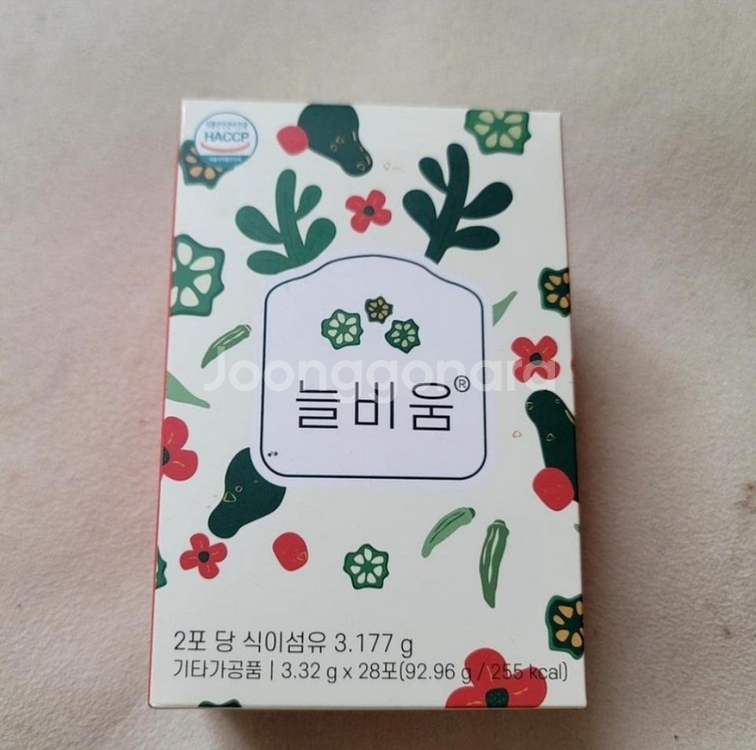 HACCP
Joonggonara
늘비움®
2포 당 식이섬유 3.177 g
기타가공품 | 3.32 g x 28포(92.96 g / 255 kcal)